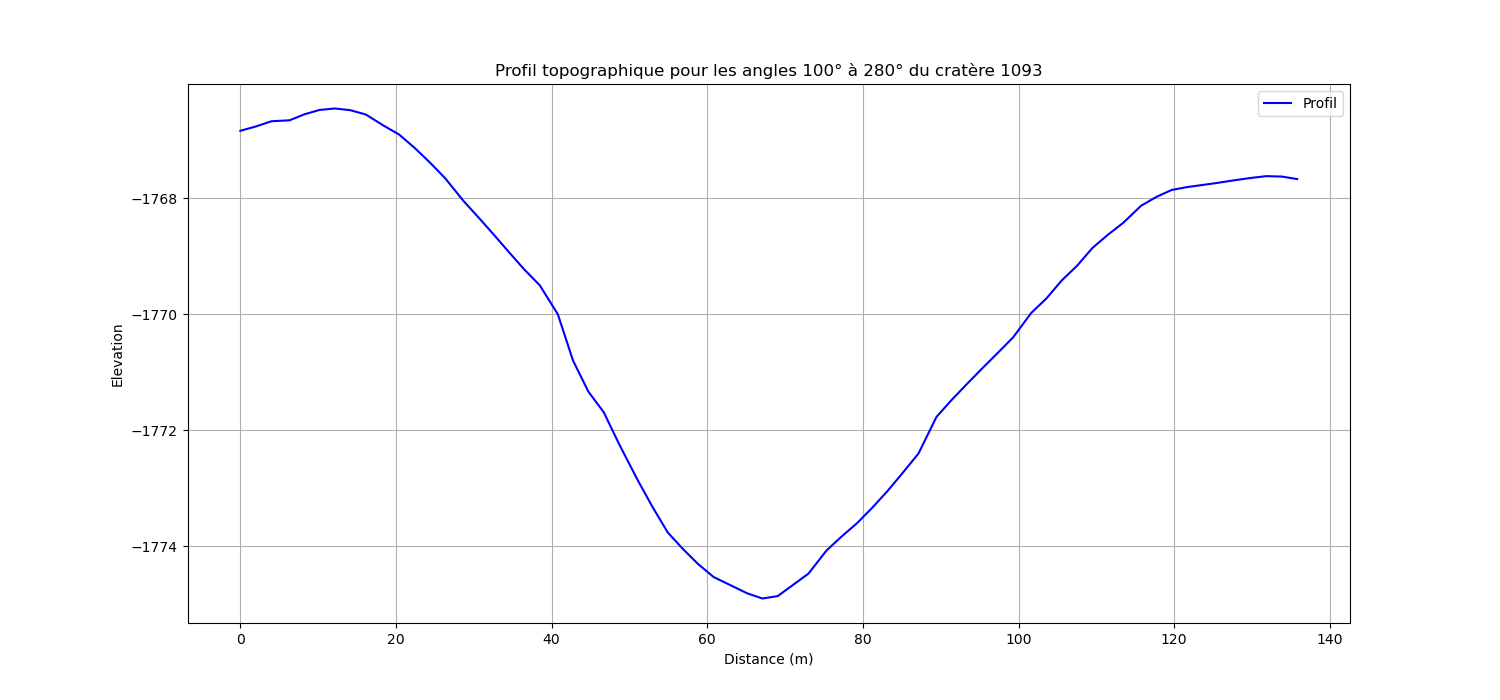 Profil topographique pour les angles 100° à 280° du cratère 1093
Profil
Elevation
−1768
−1770
−1772
−1774
0 20 40 60 80 100 120 140
Distance (m)